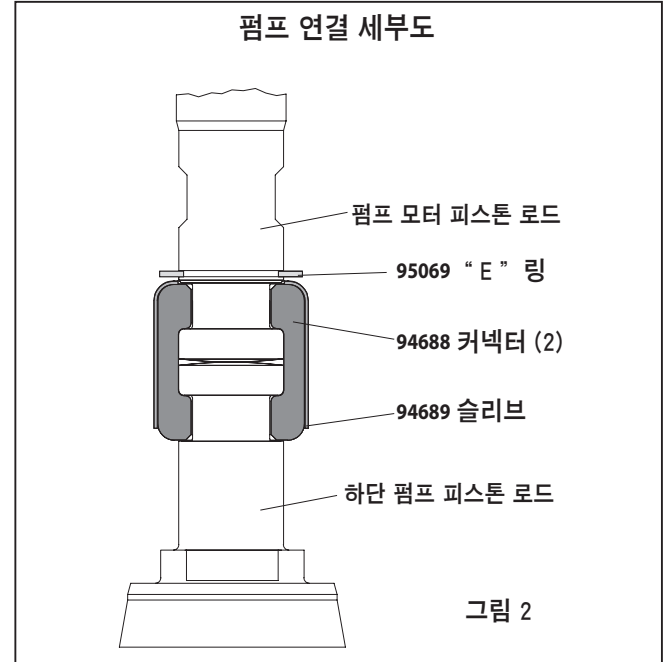 펌프 연결 세부도
펌프 모터 피스톤 로드
95069 “ E ” 링
94688 커넥터 (2)
94689 슬리브
하단 펌프 피스톤 로드
그림 2